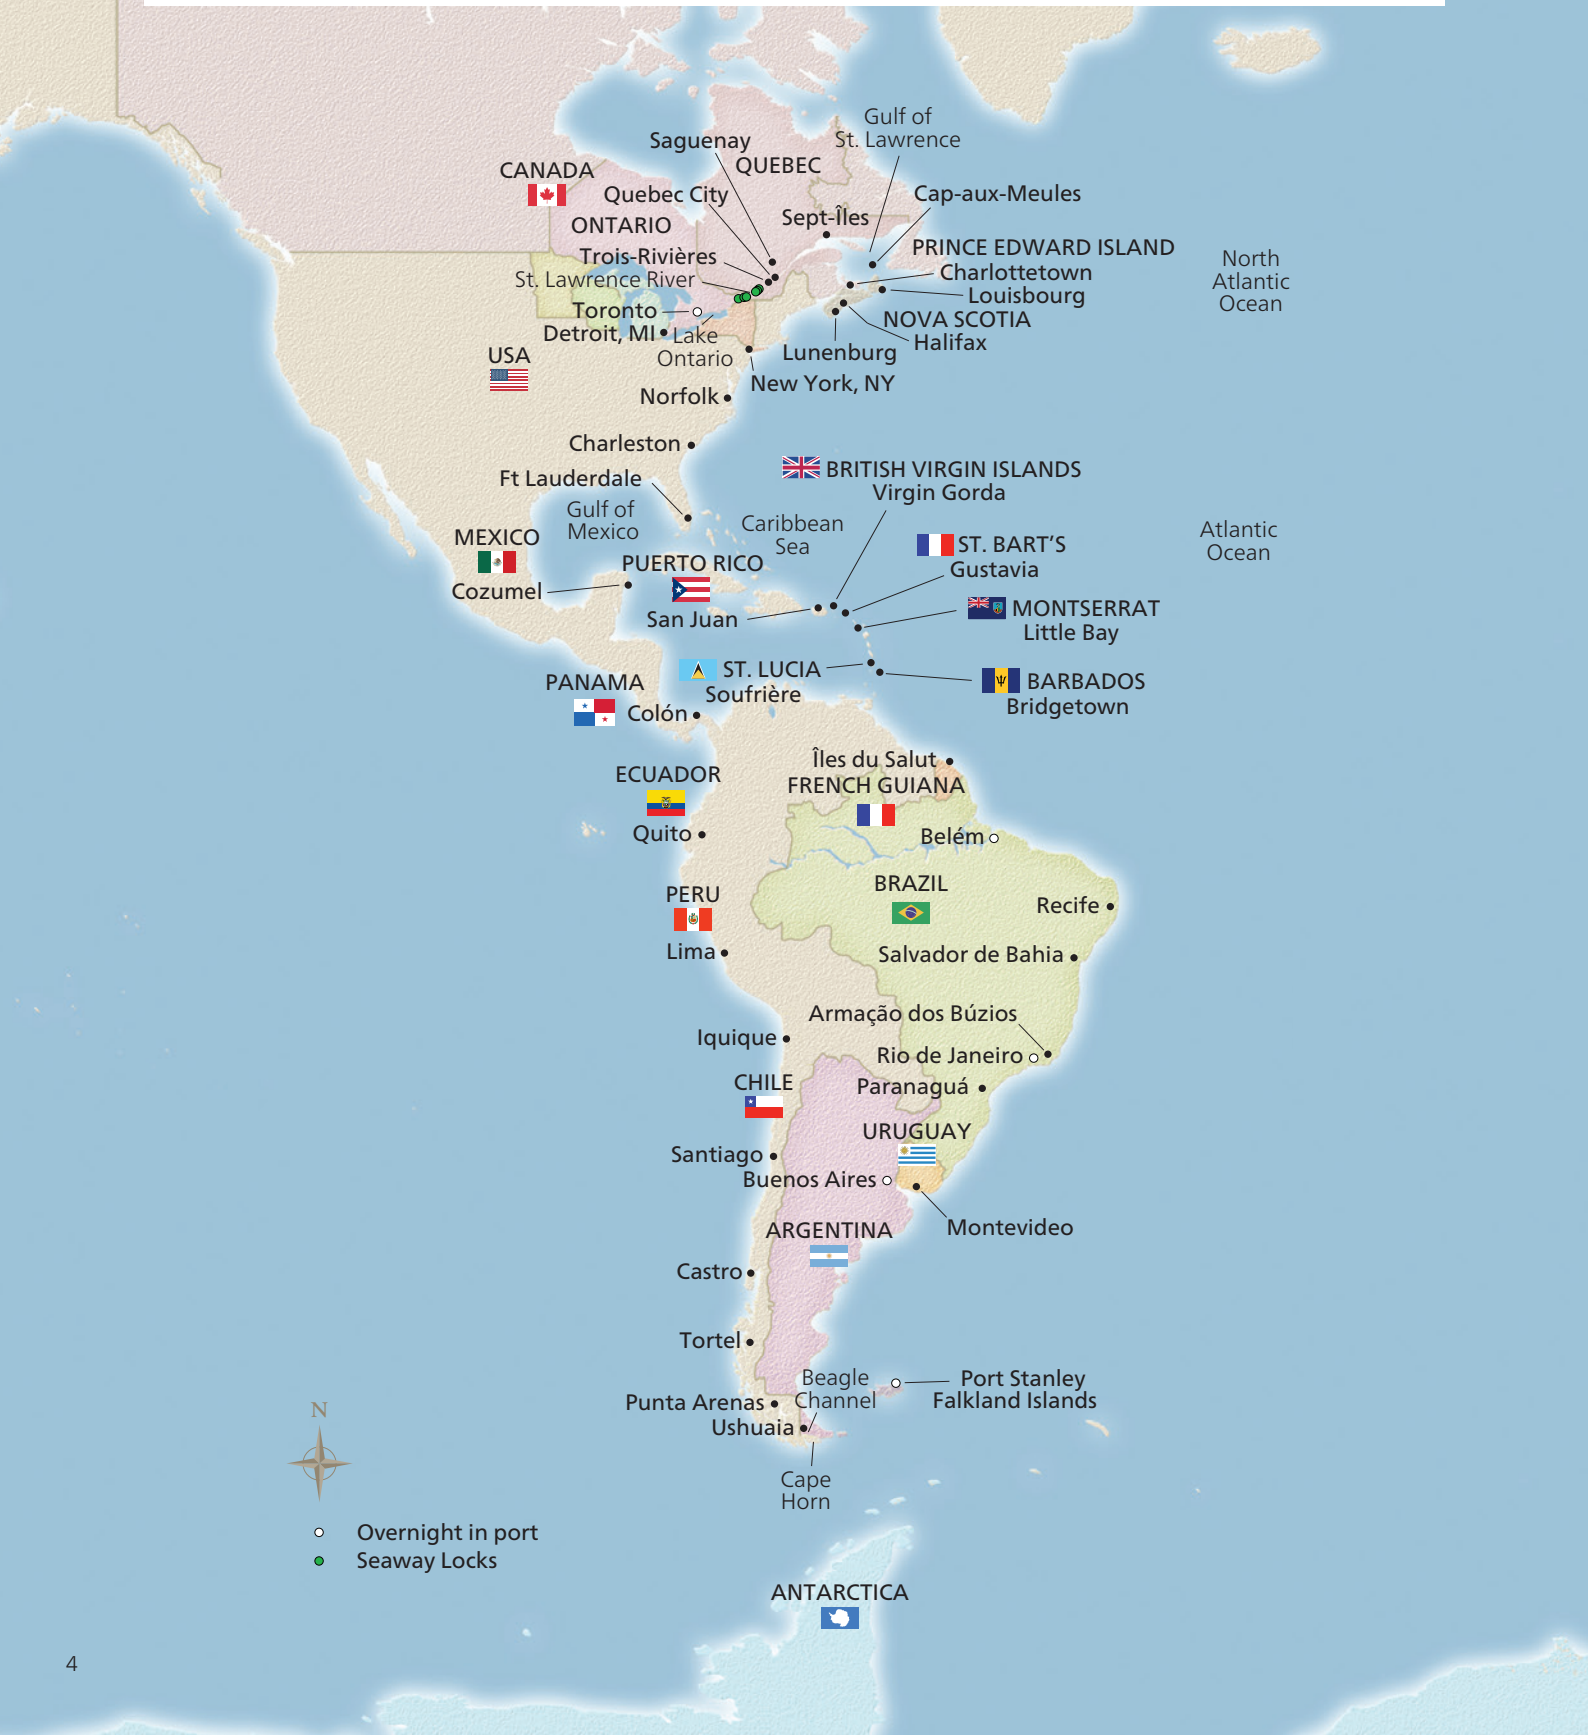 Gulf of
St. Lawrence
Saguenay
QUEBEC
CANADA
Quebec City
Cap-aux-Meules
Sept-Îles
ONTARIO
PRINCE EDWARD ISLAND
Trois-Rivières
Charlottetown
St. Lawrence River
Louisbourg
North
Atlantic
Ocean
Toronto
NOVA SCOTIA
Detroit, MI
Lake
Ontario
Halifax
Lunenburg
USA
New York, NY
Norfolk
Charleston
BRITISH VIRGIN ISLANDS
Virgin Gorda
Ft Lauderdale
Gulf of
Mexico
Caribbean
Sea
Atlantic
Ocean
MEXICO
ST. BART'S
Gustavia
PUERTO RICO
Cozumel
San Juan
MONTSERRAT
Little Bay
ST. LUCIA
Soufrière
BARBADOS
Bridgetown
PANAMA
Colón
Îles du Salut
FRENCH GUIANA
ECUADOR
Quito
Belém
BRAZIL
PERU
Recife
Lima
Salvador de Bahia
Armação dos Búzios
Iquique
Rio de Janeiro
CHILE
Paranaguá
URUGUAY
Santiago
Buenos Aires
Montevideo
ARGENTINA
Castro
Tortel
Beagle
Channel
Port Stanley
Falkland Islands
Punta Arenas
Ushuaia
Cape
Horn
N
Overnight in port
Seaway Locks
ANTARCTICA
4